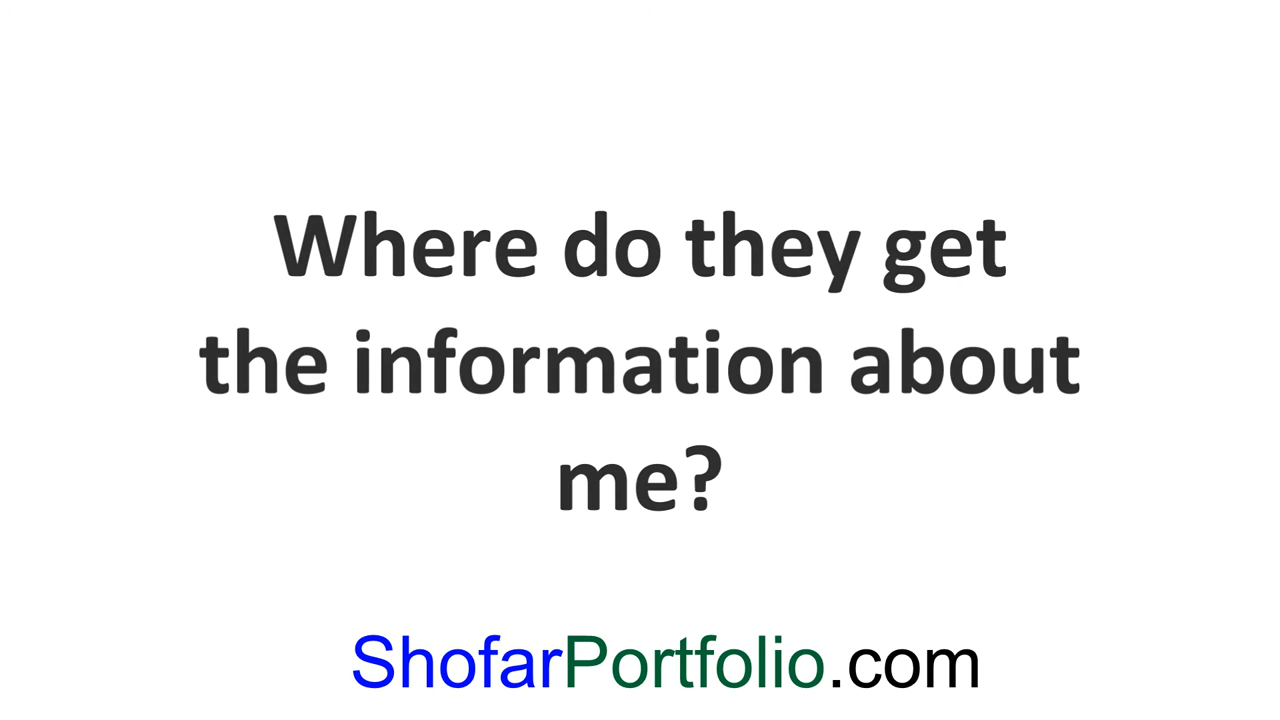 Where do they get
the information about
me?
ShofarPortfolio.com